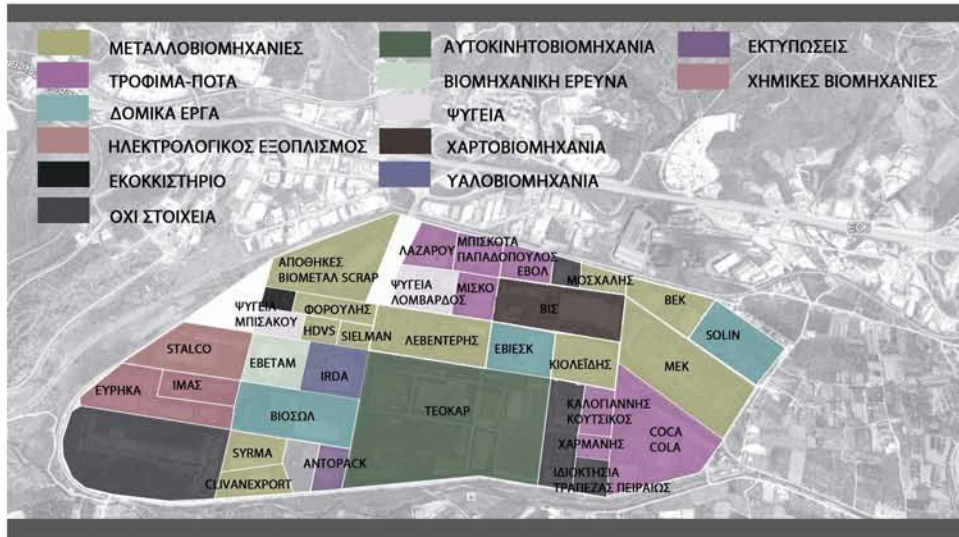 ΜΕΤΑΛΛΟΒΙΟΜΗΧΑΝΙΕΣ
ΤΡΟΦΙΜΑ-ΠΟΤΑ
ΔΟΜΙΚΑ ΕΡΓΑ
ΗΛΕΚΤΡΟΛΟΓΙΚΟΣ ΕΞΟΠΛΙΣΜΟΣ
ΕΚΟΚΚΙΣΤΗΡΙΟ
ΟΧΙ ΣΤΟΙΧΕΙΑ
ΑΥΤΟΚΙΝΗΤΟΒΙΟΜΗΧΑΝΙΑ
ΒΙΟΜΗΧΑΝΙΚΗ ΕΡΕΥΝΑ
ΨΥΓΕΙΑ
ΧΑΡΤΟΒΙΟΜΗΧΑΝΙΑ
ΥΑΛΟΒΙΟΜΗΧΑΝΙΑ
ΕΚΤΥΠΩΣΕΙΣ
ΧΗΜΙΚΕΣ ΒΙΟΜΗΧΑΝΙΕΣ
ΑΠΟΘΗΚΕΣ
ΒΙΟΜΕΤΑΛ SCRAP
ΛΑΖΑΡΟΥ
ΜΠΙΣΚΟΤΑ
ΠΑΠΑΔΟΠΟΥΛΟΣ
ΕΒΟΛ
ΜΟΣΧΑΛΗΣ
ΨΥΓΕΙΑ
ΛΟΜΒΑΡΔΟΣ
ΜΙΣΚΟ
ΒΙΣ
ΒΕΚ
SOLIN
ΨΥΓΕΙΑ
ΜΠΙΣΑΚΟΥ
ΦΟΡΟΥΛΗΣ
HDVS
SIELMAN
ΛΕΒΕΝΤΕΡΗΣ
ΕΒΙΕΣΚ
ΚΙΟΛΕΪΔΗΣ
ΜΕΚ
STALCO
ΕΒΕΤΑΜ
IRDA
ΕΥΡΗΚΑ
ΙΜΑΣ
ΒΙΟΣΩΛ
ΤΕΟΚΑΡ
ΚΑΛΟΓΙΑΝΝΗΣ
ΚΟΥΤΣΙΚΟΣ
ΧΑΡΜΑΝΗΣ
COCA
COLA
SYRMA
ANTOPACK
CLIVANEXPORT
ΙΔΙΟΚΤΗΣΙΑ
ΤΡΑΠΕΖΑΣ ΠΕΙΡΑΙΩΣ